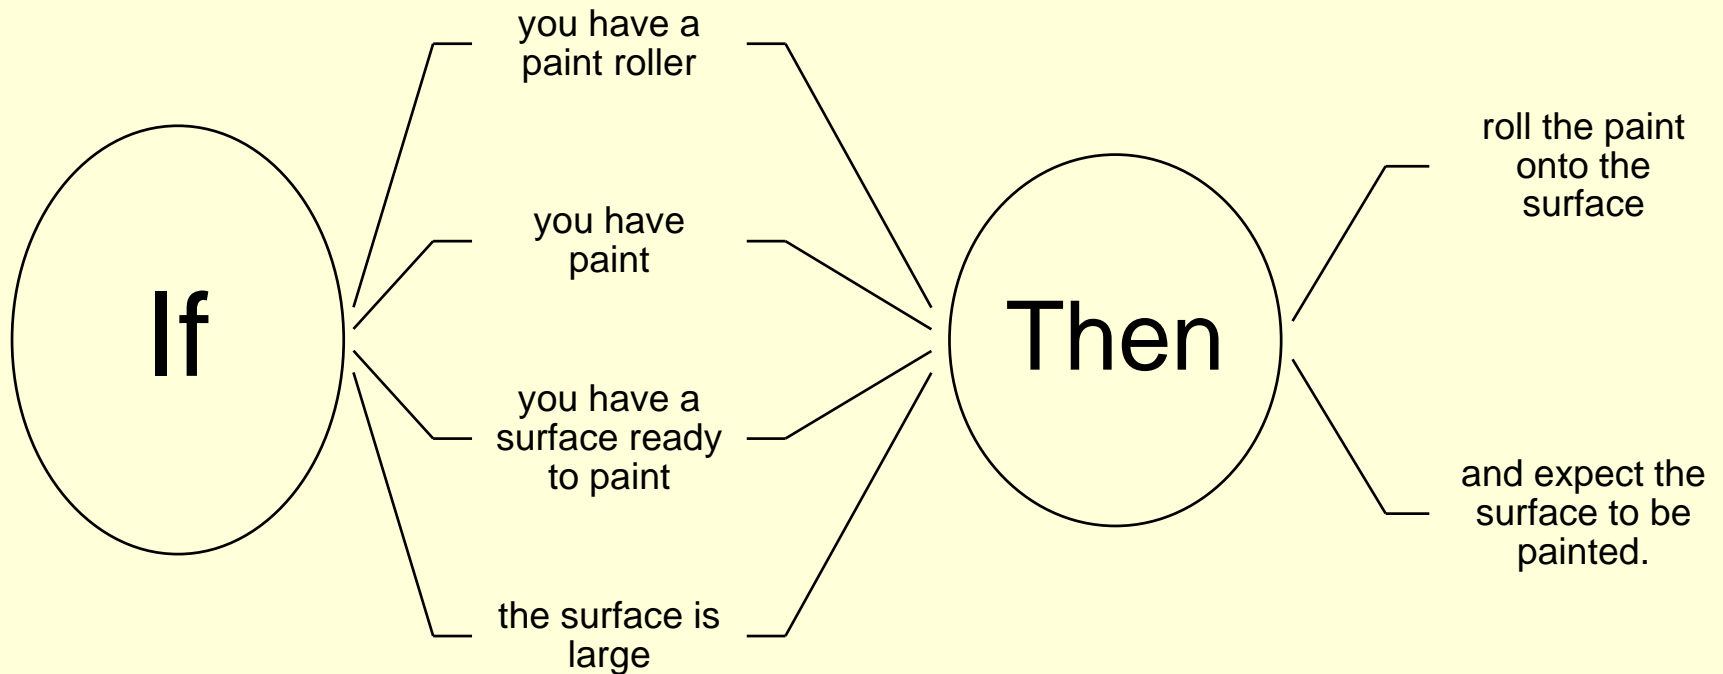 If
you have a
paint roller
you have
paint
you have a
surface ready
to paint
the surface is
large
Then
roll the paint
onto the
surface
and expect the
surface to be
painted.